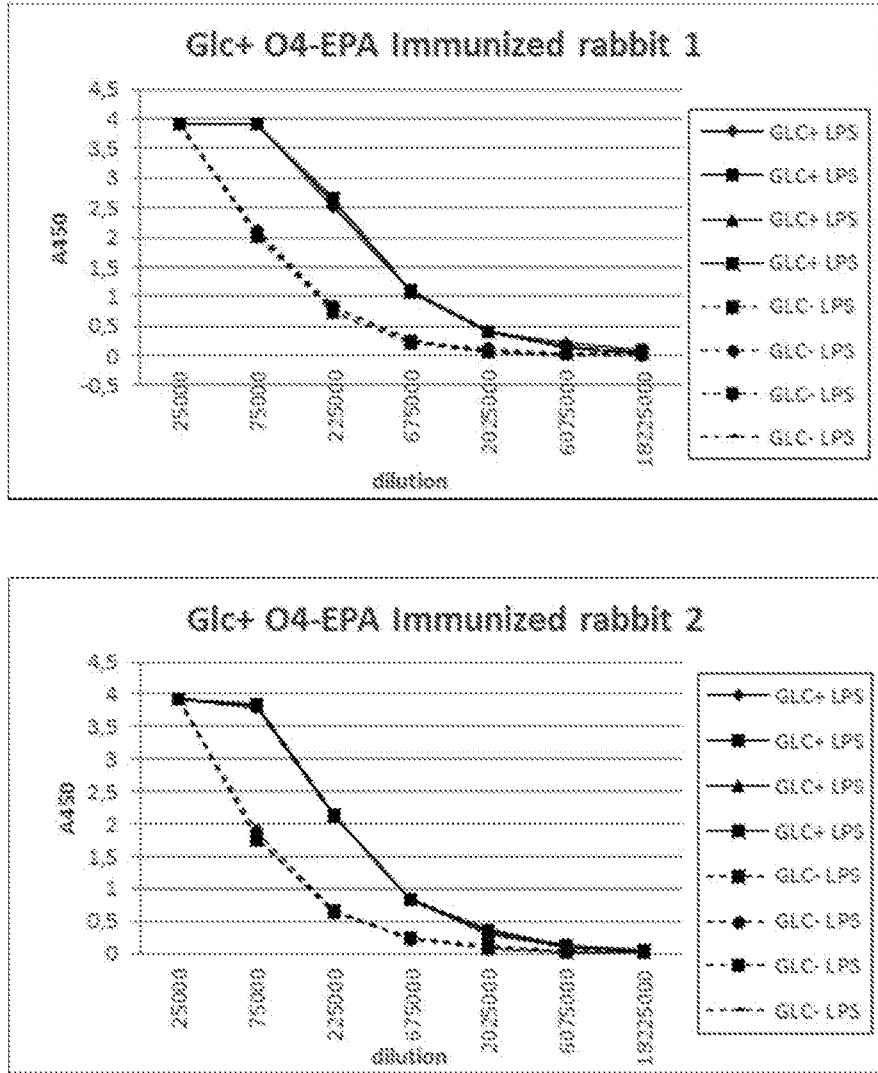 Glc+ O4-EPA Immunized rabbit 1
4,5
4
3,5
3
2,5
2
1,5
1
0,5
0
-0,5
A450
25000
75000
225000
675000
2025000
6075000
18225000
dilution
GLC+ LPS
GLC+ LPS
GLC+ LPS
GLC+ LPS
GLC- LPS
GLC- LPS
GLC- LPS
GLC- LPS
Glc+ O4-EPA Immunized rabbit 2
4,5
4
3,5
3
2,5
2
1,5
1
0,5
0
A450
25000
75000
225000
675000
2025000
6075000
18225000
dilution
GLC+ LPS
GLC+ LPS
GLC+ LPS
GLC+ LPS
GLC- LPS
GLC- LPS
GLC- LPS
GLC- LPS